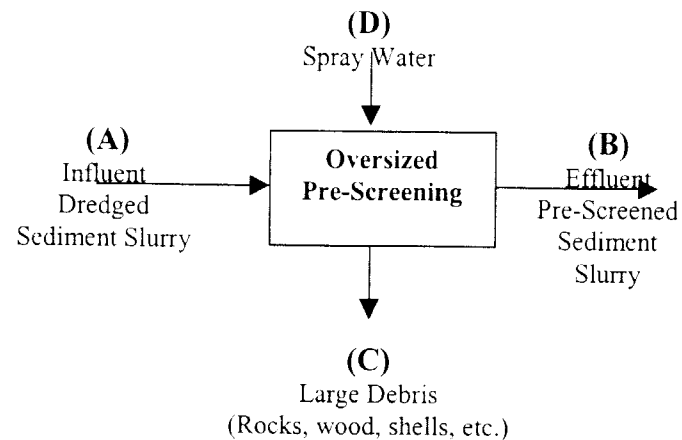 (D)
Spray Water
(A)
Influent
Dredged
Sediment Slurry
Oversized
Pre-Screening
(B)
Effluent
Pre-Screened
Sediment
Slurry
(C)
Large Debris
(Rocks, wood, shells, etc.)